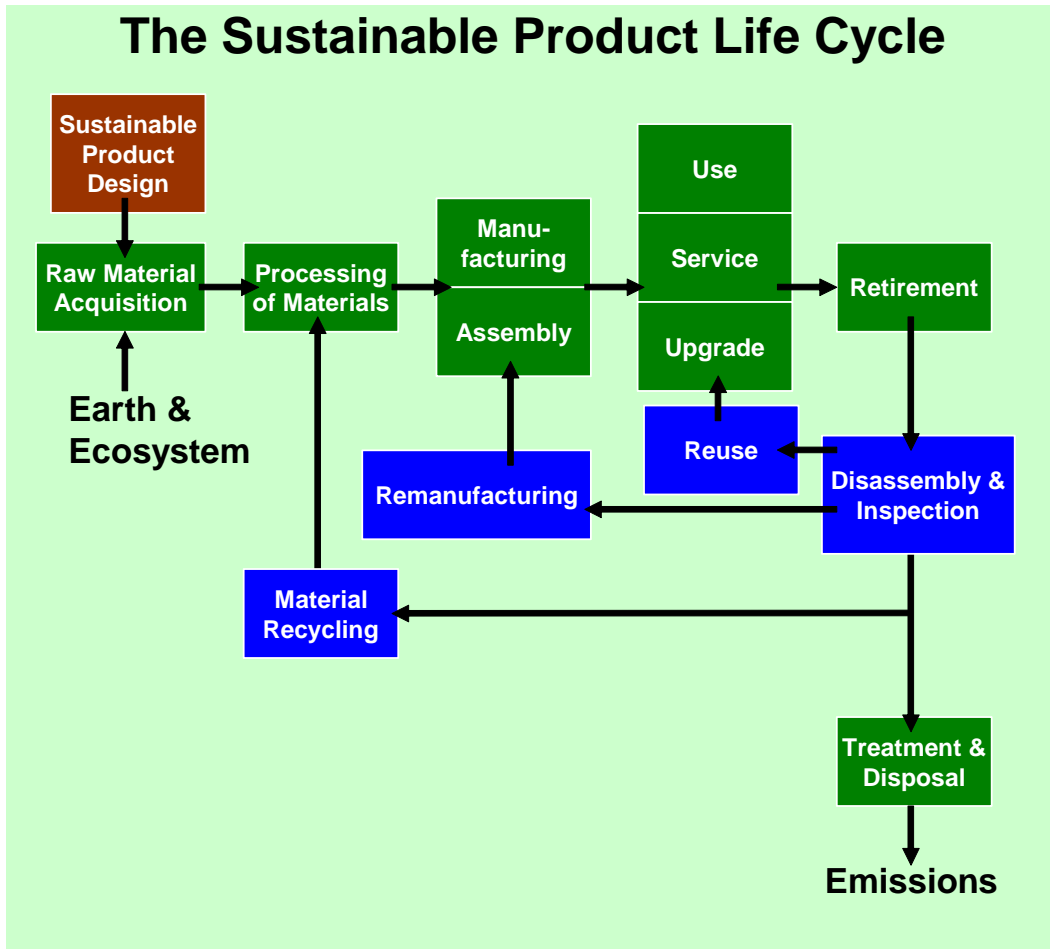 The Sustainable Product Life Cycle
Sustainable
Product
Design
Raw Material
Acquisition
Earth &
Ecosystem
Processing
of Materials
Manu-
facturing
Assembly
Use
Service
Upgrade
Retirement
Reuse
Disassembly &
Inspection
Remanufacturing
Material
Recycling
Treatment &
Disposal
Emissions